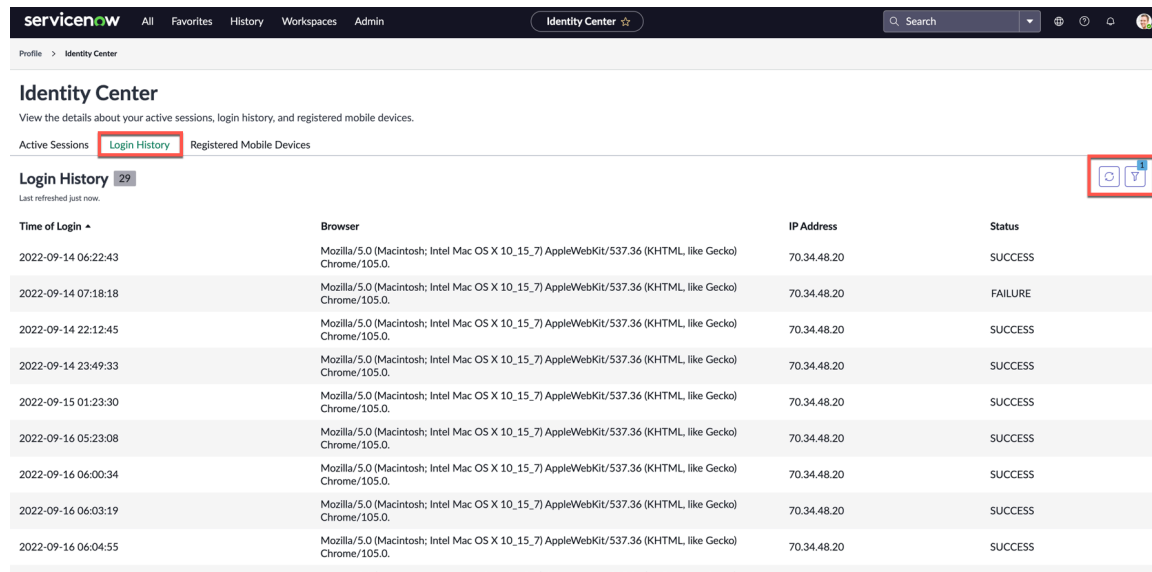 servicenow All Favorites History Workspaces Admin Identity Center ☆ Search
Profile > Identity Center
Identity Center
View the details about your active sessions, login history, and registered mobile devices.
Active Sessions Login History Registered Mobile Devices
1
Login History 29
Last refreshed just now.
Time of Login Browser IP Address Status
2022-09-14 06:22:43 Mozilla/5.0 (Macintosh; Intel Mac OS X 10_15_7) AppleWebKit/537.36 (KHTML, like Gecko) 70.34.48.20 SUCCESS
Chrome/105.0.
2022-09-14 07:18:18 Mozilla/5.0 (Macintosh; Intel Mac OS X 10_15_7) AppleWebKit/537.36 (KHTML, like Gecko) 70.34.48.20 FAILURE
Chrome/105.0.
2022-09-14 22:12:45 Mozilla/5.0 (Macintosh; Intel Mac OS X 10_15_7) AppleWebKit/537.36 (KHTML, like Gecko) 70.34.48.20 SUCCESS
Chrome/105.0.
2022-09-14 23:49:33 Mozilla/5.0 (Macintosh; Intel Mac OS X 10_15_7) AppleWebKit/537.36 (KHTML, like Gecko) 70.34.48.20 SUCCESS
Chrome/105.0.
2022-09-15 01:23:30 Mozilla/5.0 (Macintosh; Intel Mac OS X 10_15_7) AppleWebKit/537.36 (KHTML, like Gecko) 70.34.48.20 SUCCESS
Chrome/105.0.
2022-09-16 05:23:08 Mozilla/5.0 (Macintosh; Intel Mac OS X 10_15_7) AppleWebKit/537.36 (KHTML, like Gecko) 70.34.48.20 SUCCESS
Chrome/105.0.
2022-09-16 06:00:34 Mozilla/5.0 (Macintosh; Intel Mac OS X 10_15_7) AppleWebKit/537.36 (KHTML, like Gecko) 70.34.48.20 SUCCESS
Chrome/105.0.
2022-09-16 06:03:19 Mozilla/5.0 (Macintosh; Intel Mac OS X 10_15_7) AppleWebKit/537.36 (KHTML, like Gecko) 70.34.48.20 SUCCESS
Chrome/105.0.
2022-09-16 06:04:55 Mozilla/5.0 (Macintosh; Intel Mac OS X 10_15_7) AppleWebKit/537.36 (KHTML, like Gecko) 70.34.48.20 SUCCESS
Chrome/105.0.